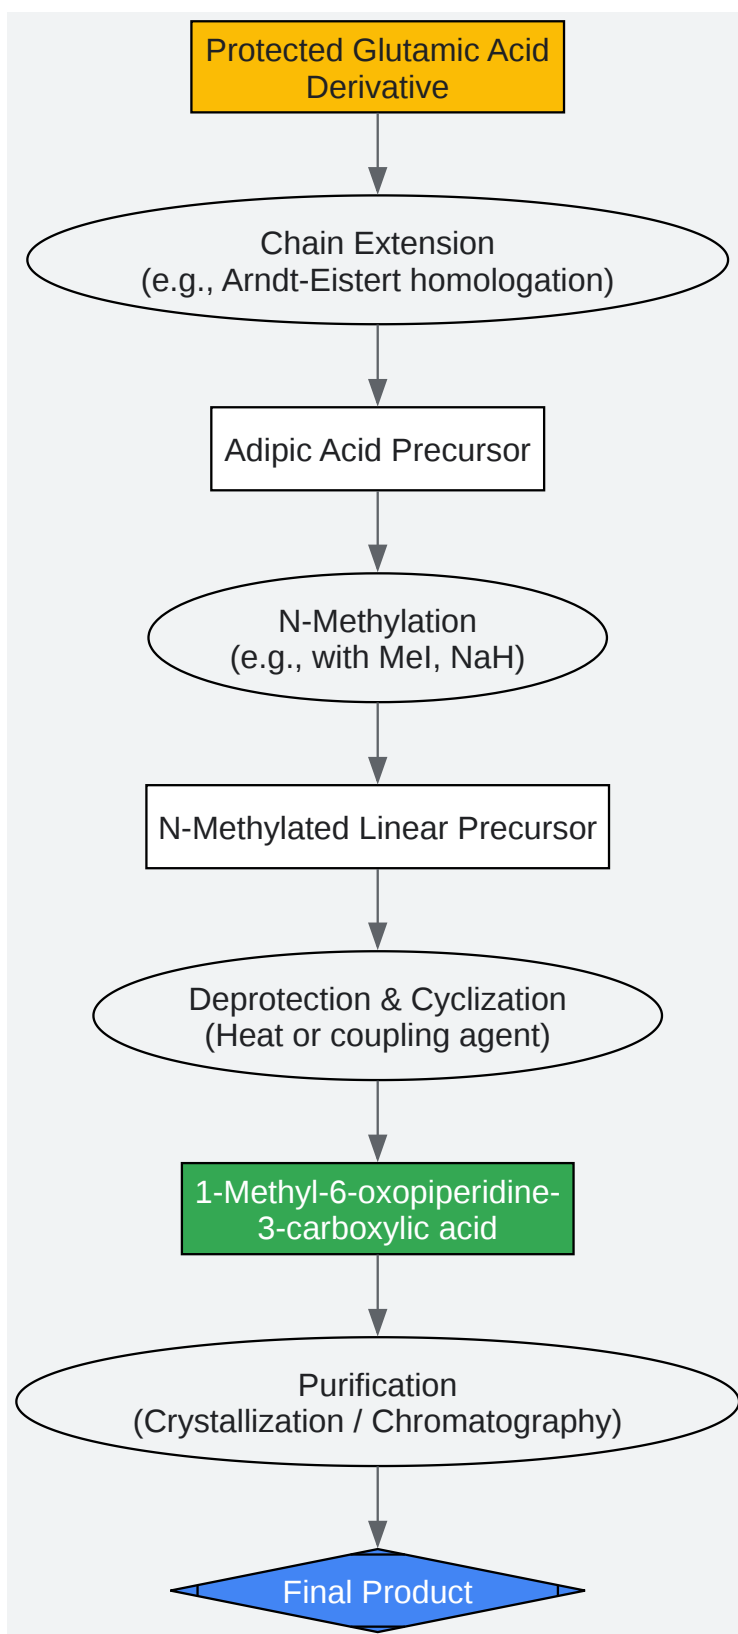 Protected Glutamic Acid
Derivative
Chain Extension
(e.g., Arndt-Eistert homologation)
Adipic Acid Precursor
N-Methylation
(e.g., with MeI, NaH)
N-Methylated Linear Precursor
Deprotection & Cyclization
(Heat or coupling agent)
1-Methyl-6-oxopiperidine-
3-carboxylic acid
Purification
(Crystallization / Chromatography)
Final Product